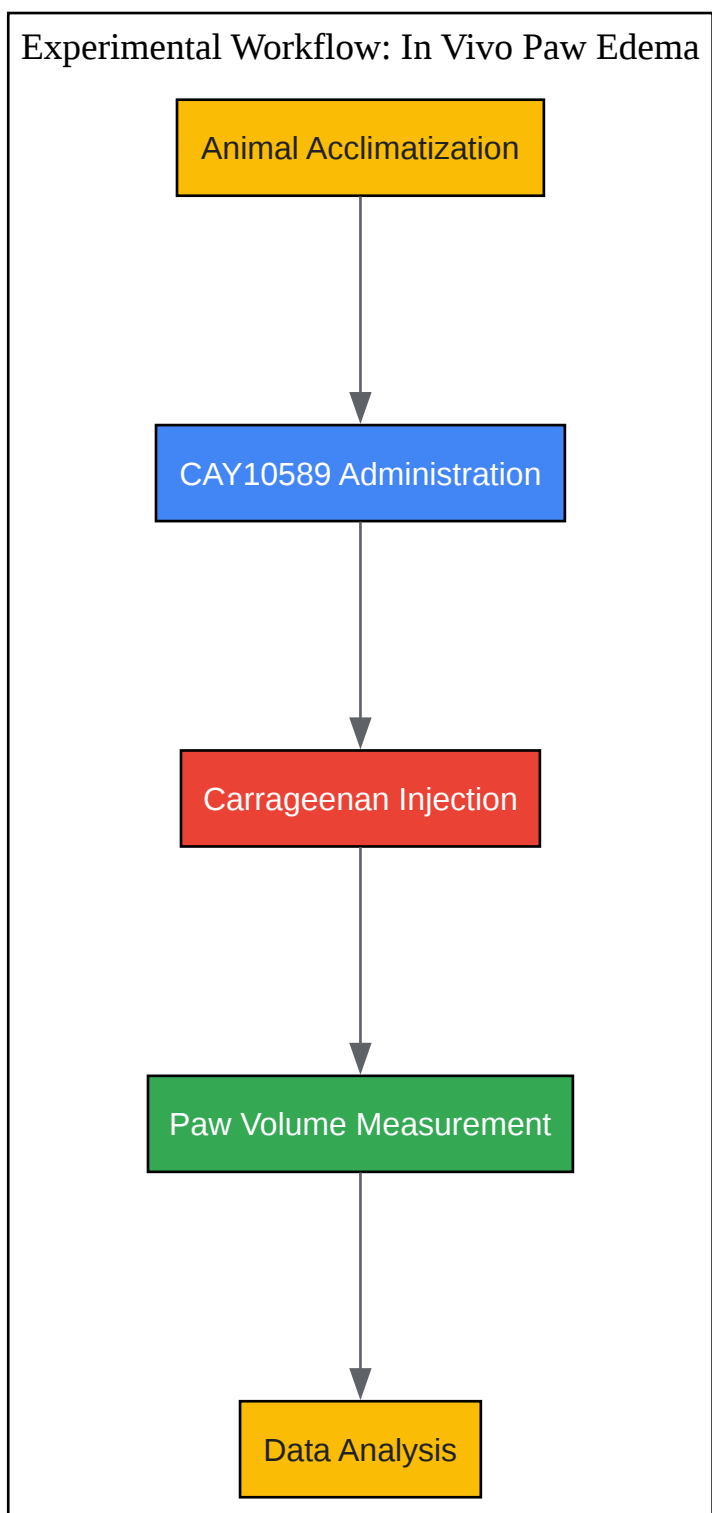 Experimental Workflow: In Vivo Paw Edema
Animal Acclimatization
CAY10589 Administration
Carrageenan Injection
Paw Volume Measurement
Data Analysis